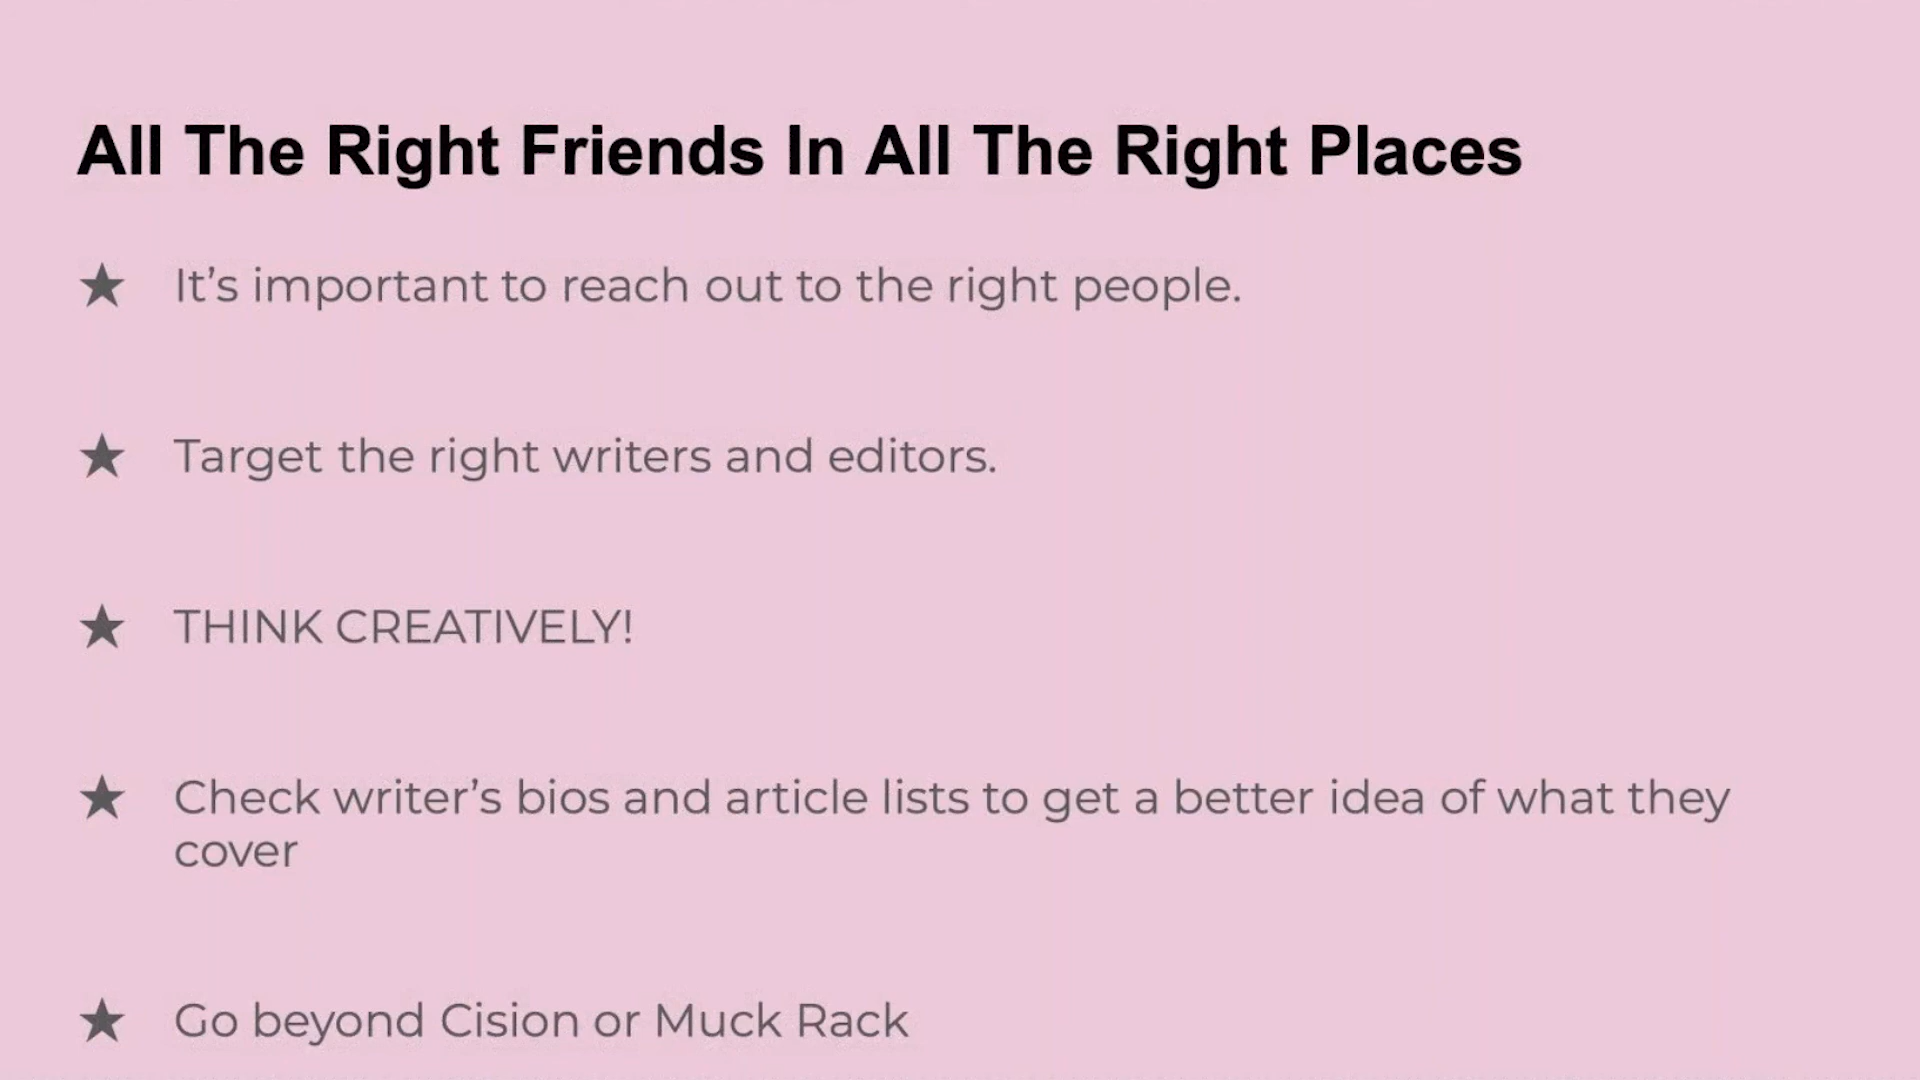 All The Right Friends In All The Right Places
★ It’s important to reach out to the right people.
★ Target the right writers and editors.
★ THINK CREATIVELY!
★ Check writer’s bios and article lists to get a better idea of what they
cover
★ Go beyond Cision or Muck Rack